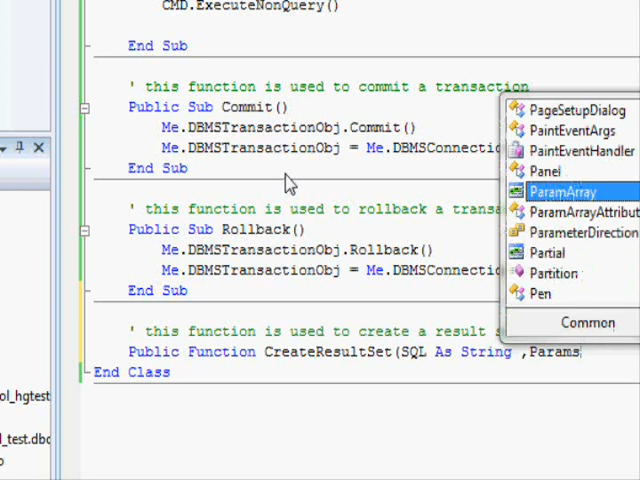 CMD.ExecuteNonQuery()
End Sub
' this function is used to commit a transaction
Public Sub Commit()
Me.DBMSTransactionObj.Commit()
Me.DBMSTransactionObj = Me.DBMSConnectio
End Sub
' this function is used to rollback a transa
Public Sub Rollback()
Me.DBMSTransactionObj.Rollback()
Me.DBMSTransactionObj = Me.DBMSConnectio
End Sub
' this function is used to create a result s
Public Function CreateResultSet(SQL As String ,Params
End Class
PageSetupDialog
PaintEventArgs
PaintEventHandler
Panel
ParamArray
ParamArrayAttribut
ParameterDirection
Partial
Partition
Pen
Common
ol_hgtest
l_test.dbo
o